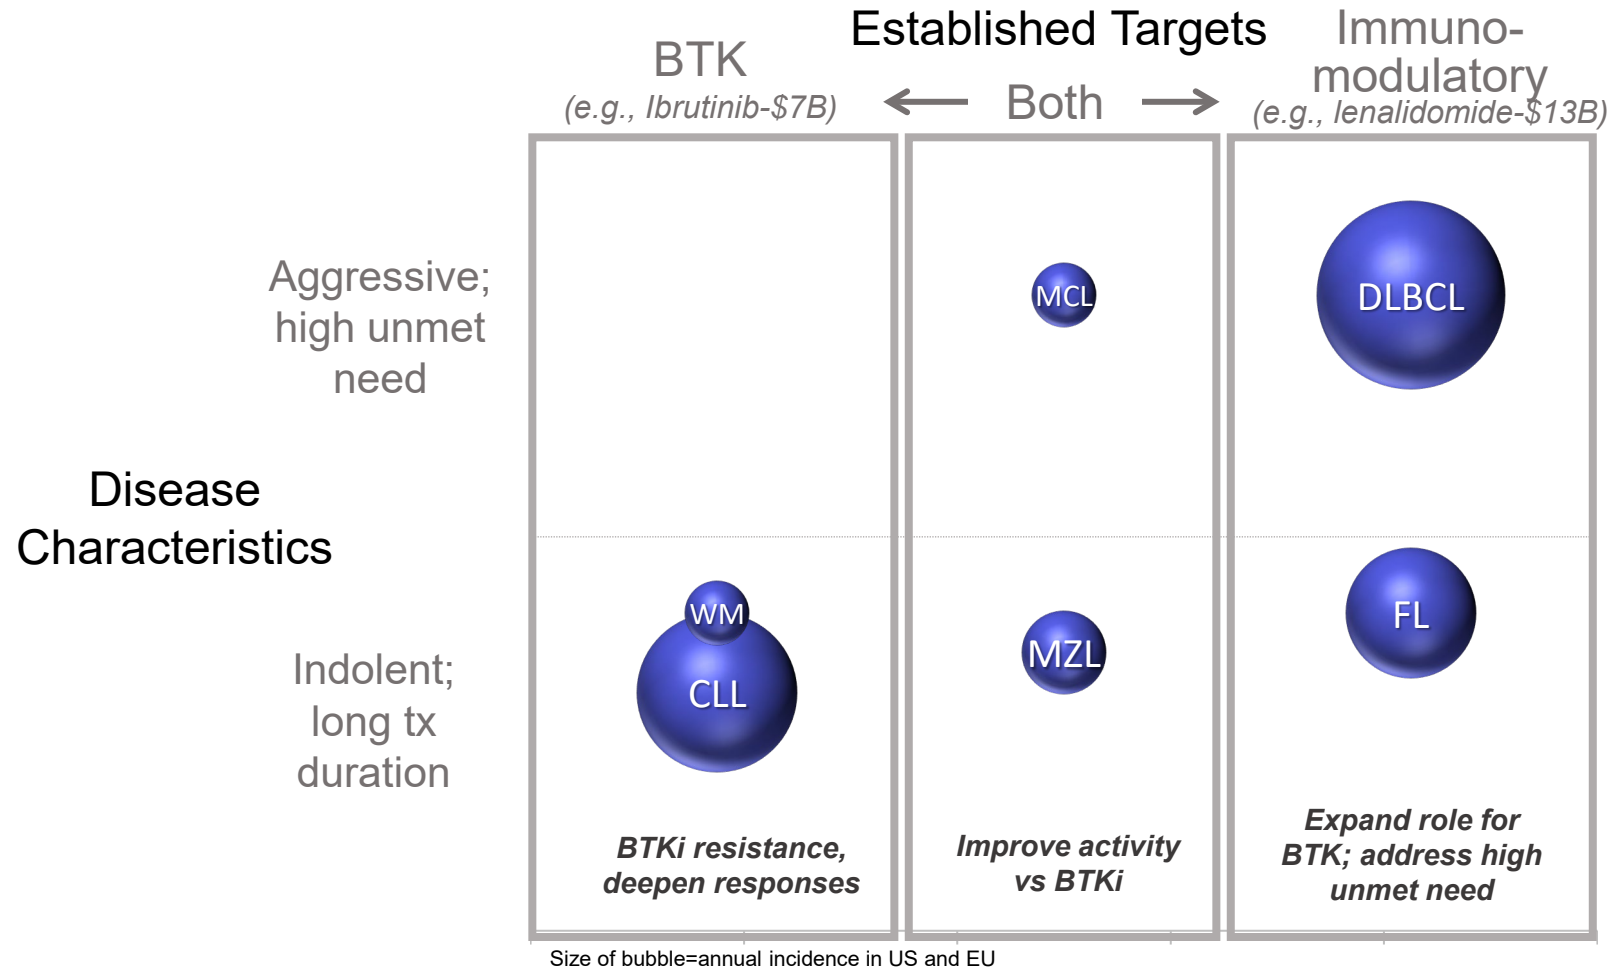 Established Targets
BTK
(e.g., Ibrutinib-$7B)
Both
Immuno-
modulatory
(e.g., lenalidomide-$13B)
Aggressive;
high unmet
need
MCL
DLBCL
Disease
Characteristics
Indolent;
long tx
duration
WM
CLL
MZL
FL
BTKi resistance,
deepen responses
Improve activity
vs BTKi
Expand role for
BTK; address high
unmet need
Size of bubble=annual incidence in US and EU